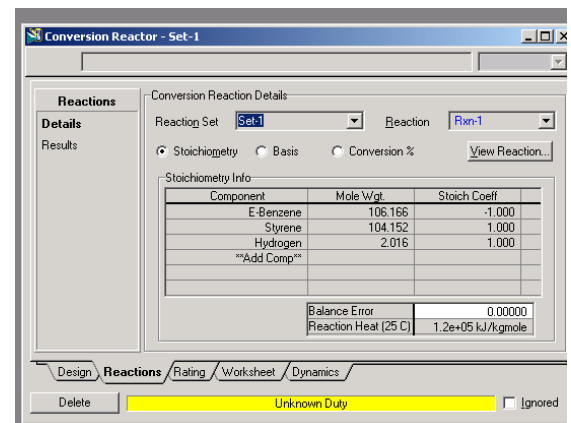 Conversion Reactor - Set-1
Reactions
Details
Results
Conversion Reaction Details
Reaction Set Set-1 Reaction Rxn-1
Stoichiometry Basis Conversion % View Reaction...
Stoichiometry Info
Component Mole Wgt. Stoich Coeff
E-Benzene 106.166 -1.000
Styrene 104.152 1.000
Hydrogen 2.016 1.000
**Add Comp**
Balance Error 0.00000
Reaction Heat (25 C) 1.2e+05 kJ/kgmole
Design Reactions Rating Worksheet Dynamics
Delete Unknown Duty Ignored